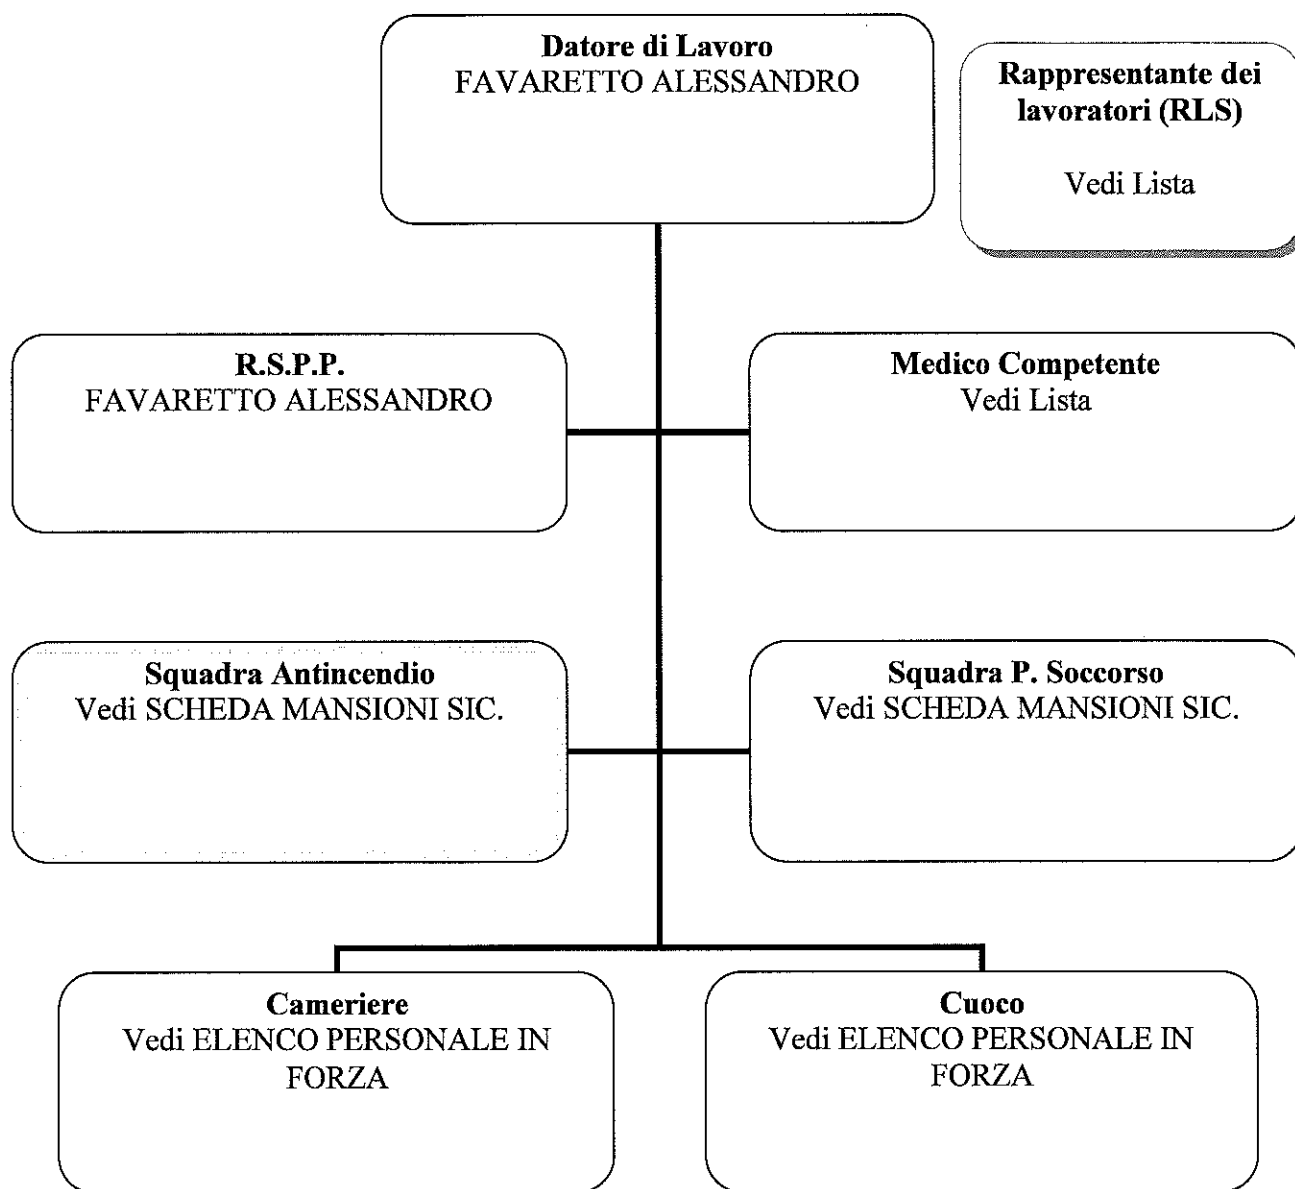 Datore di Lavoro
FAVARETTO ALESSANDRO
Rappresentante dei
lavoratori (RLS)
Vedi Lista
R.S.P.P.
FAVARETTO ALESSANDRO
Medico Competente
Vedi Lista
Squadra Antincendio
Vedi SCHEDA MANSIONI SIC.
Squadra P. Soccorso
Vedi SCHEDA MANSIONI SIC.
Cameriere
Vedi ELENCO PERSONALE IN
FORZA
Cuoco
Vedi ELENCO PERSONALE IN
FORZA